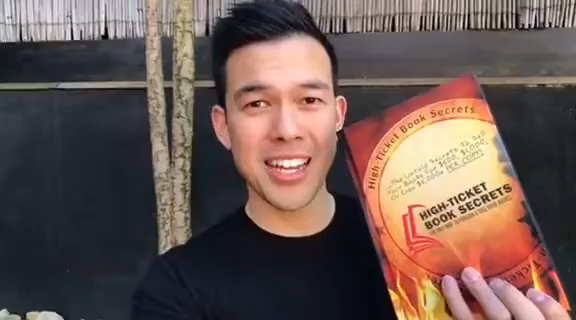 High-Ticket Book Secrets
The Untold Secrets To Sell
Your Books For $500, $1,000,
Or Even $5,000+ PER COPY!
HIGH-TICKET
BOOK SECRETS